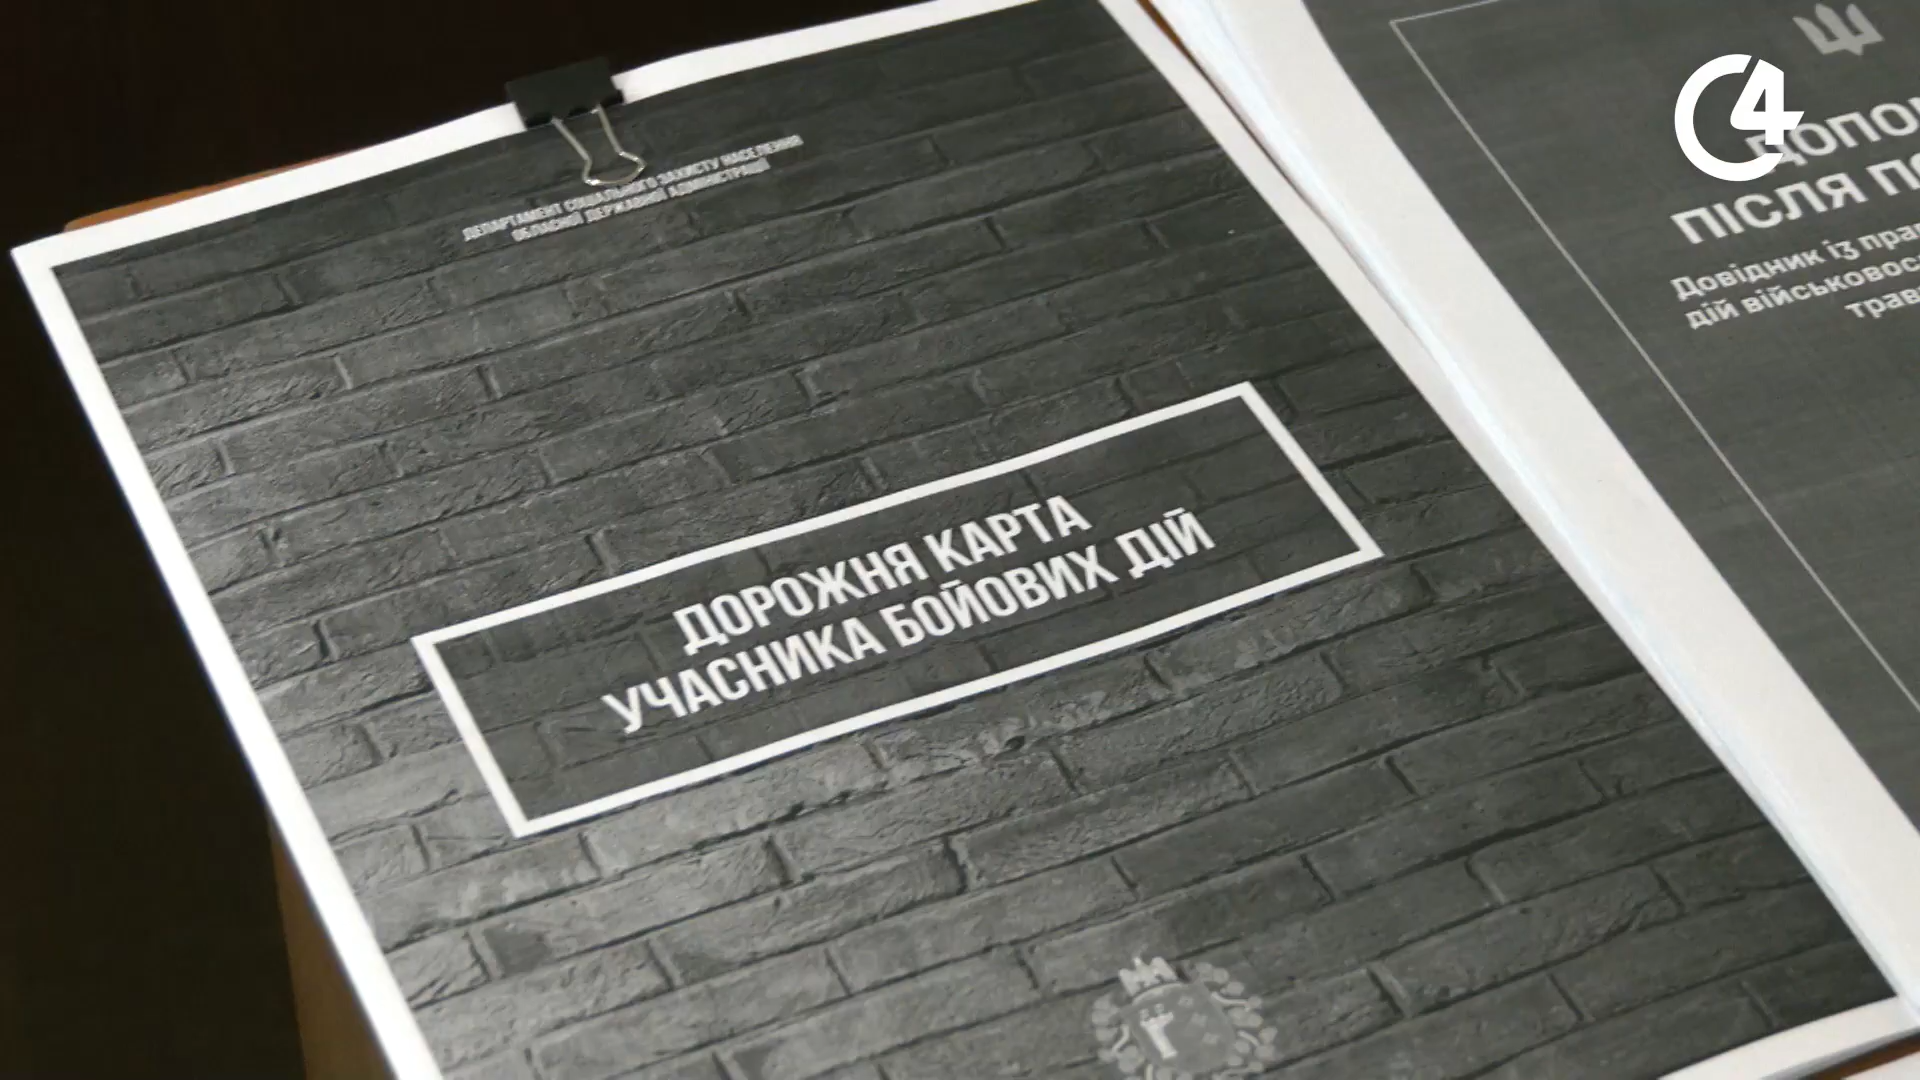 ДЕПАРТАМЕНТ СОЦІАЛЬНОГО ЗАХИСТУ НАСЕЛЕННЯ
ОБЛАСНОЇ ДЕРЖАВНОЇ АДМІНІСТРАЦІЇ
ДОРОЖНЯ КАРТА
УЧАСНИКА БОЙОВИХ ДІЙ
C4
ПІСЛЯ
Довідник із
дій